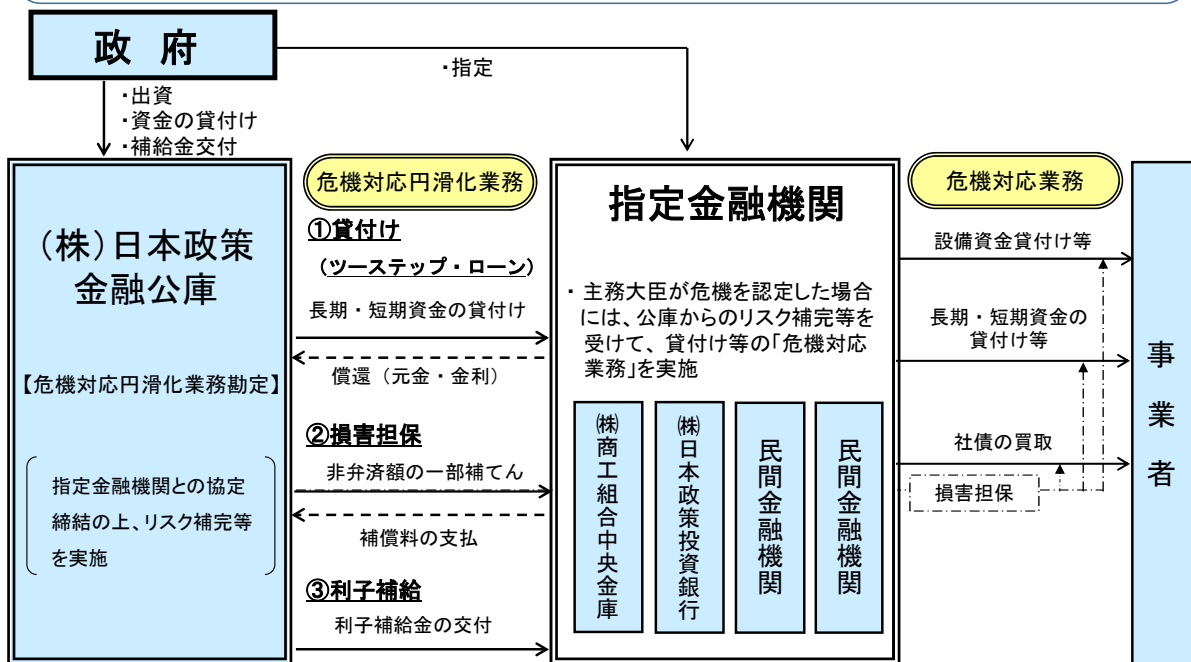 政 府
・指定
・出資
・資金の貸付け
・補給金交付
(株)日本政策
金融公庫
【危機対応円滑化業務勘定】
指定金融機関との協定
締結の上、リスク補完等
を実施
危機対応円滑化業務
①貸付け
(ツーステップ・ローン)
長期・短期資金の貸付け
償還(元金・金利)
②損害担保
非弁済額の一部補てん
補償料の支払
③利子補給
利子補給金の交付
指定金融機関
・ 主務大臣が危機を認定した場合
には、公庫からのリスク補完等を
受けて、貸付け等の「危機対応
業務」を実施
㈱商工組合中央金庫
㈱日本政策投資銀行
民間金融機関
民間金融機関
危機対応業務
設備資金貸付け等
長期・短期資金の
貸付け等
社債の買取
損害担保
事業者